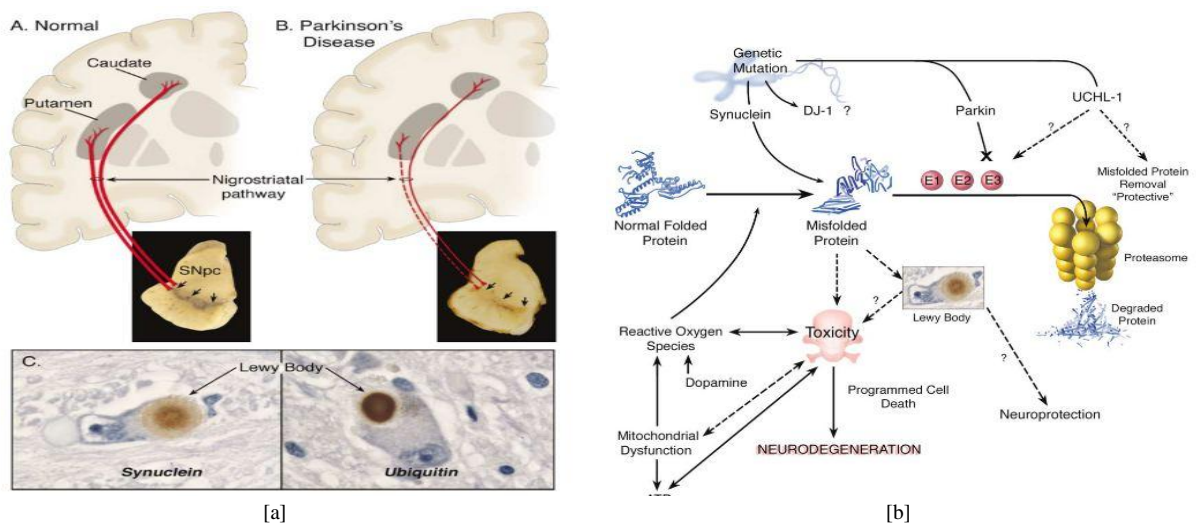 A. Normal
B. Parkinson's
Disease
Caudate
Putamen
Nigrostriatal
pathway
SNpc
C.
Lewy Body
Synuclein
Ubiquitin
[a]
Genetic
Mutation
Synuclein
DJ-1 ?
Parkin
UCHL-1
?
?
X
E1 E2 E3
Misfolded Protein
Removal
"Protective"
Normal Folded
Protein
Misfolded
Protein
Proteasome
?
Lewy Body
Degraded
Protein
Reactive Oxygen
Species
Toxicity
?
Dopamine
Programmed Cell
Death
Neuroprotection
Mitochondrial
Dysfunction
NEURODEGENERATION
[b]